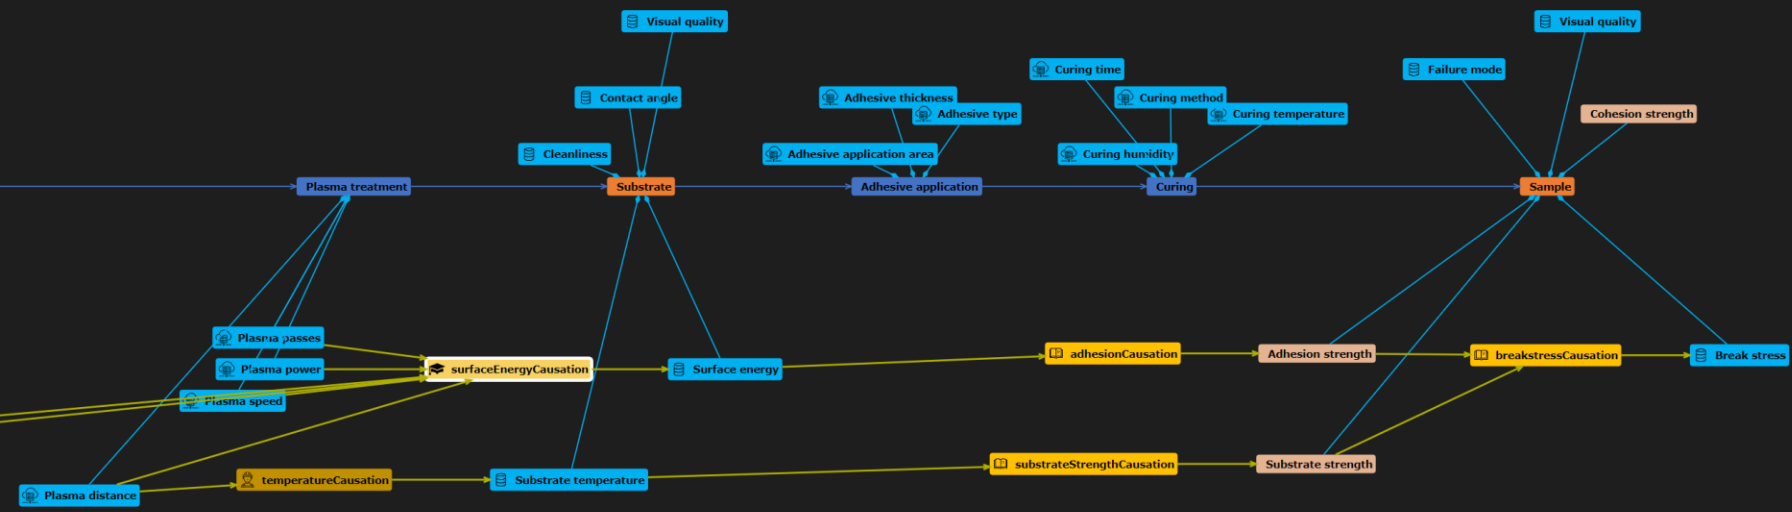 Visual quality
Visual quality
Curing time
Failure mode
Contact angle
Adhesive thickness
Curing method
Adhesive type
Curing temperature
Cohesion strength
Cleanliness
Adhesive application area
Curing humidity
Plasma treatment
Substrate
Adhesive application
Curing
Sample
Plasma passes
adhesionCausation
Adhesion strength
breakstressCausation
Break stress
Plasma power
surfaceEnergyCausation
Surface energy
Plasma speed
substrateStrengthCausation
Substrate strength
temperatureCausation
Substrate temperature
Plasma distance